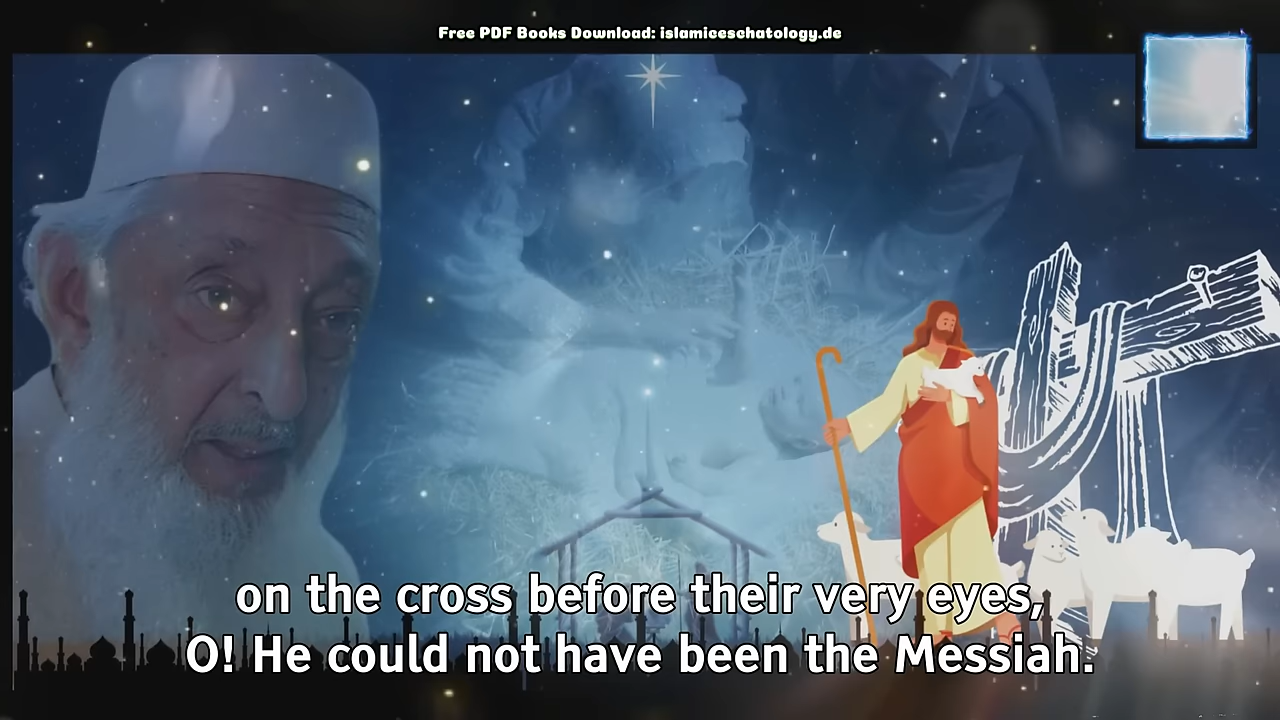 Free PDF Books Download: islamiceschatology.de
on the cross before their very eyes,
O! He could not have been the Messiah.